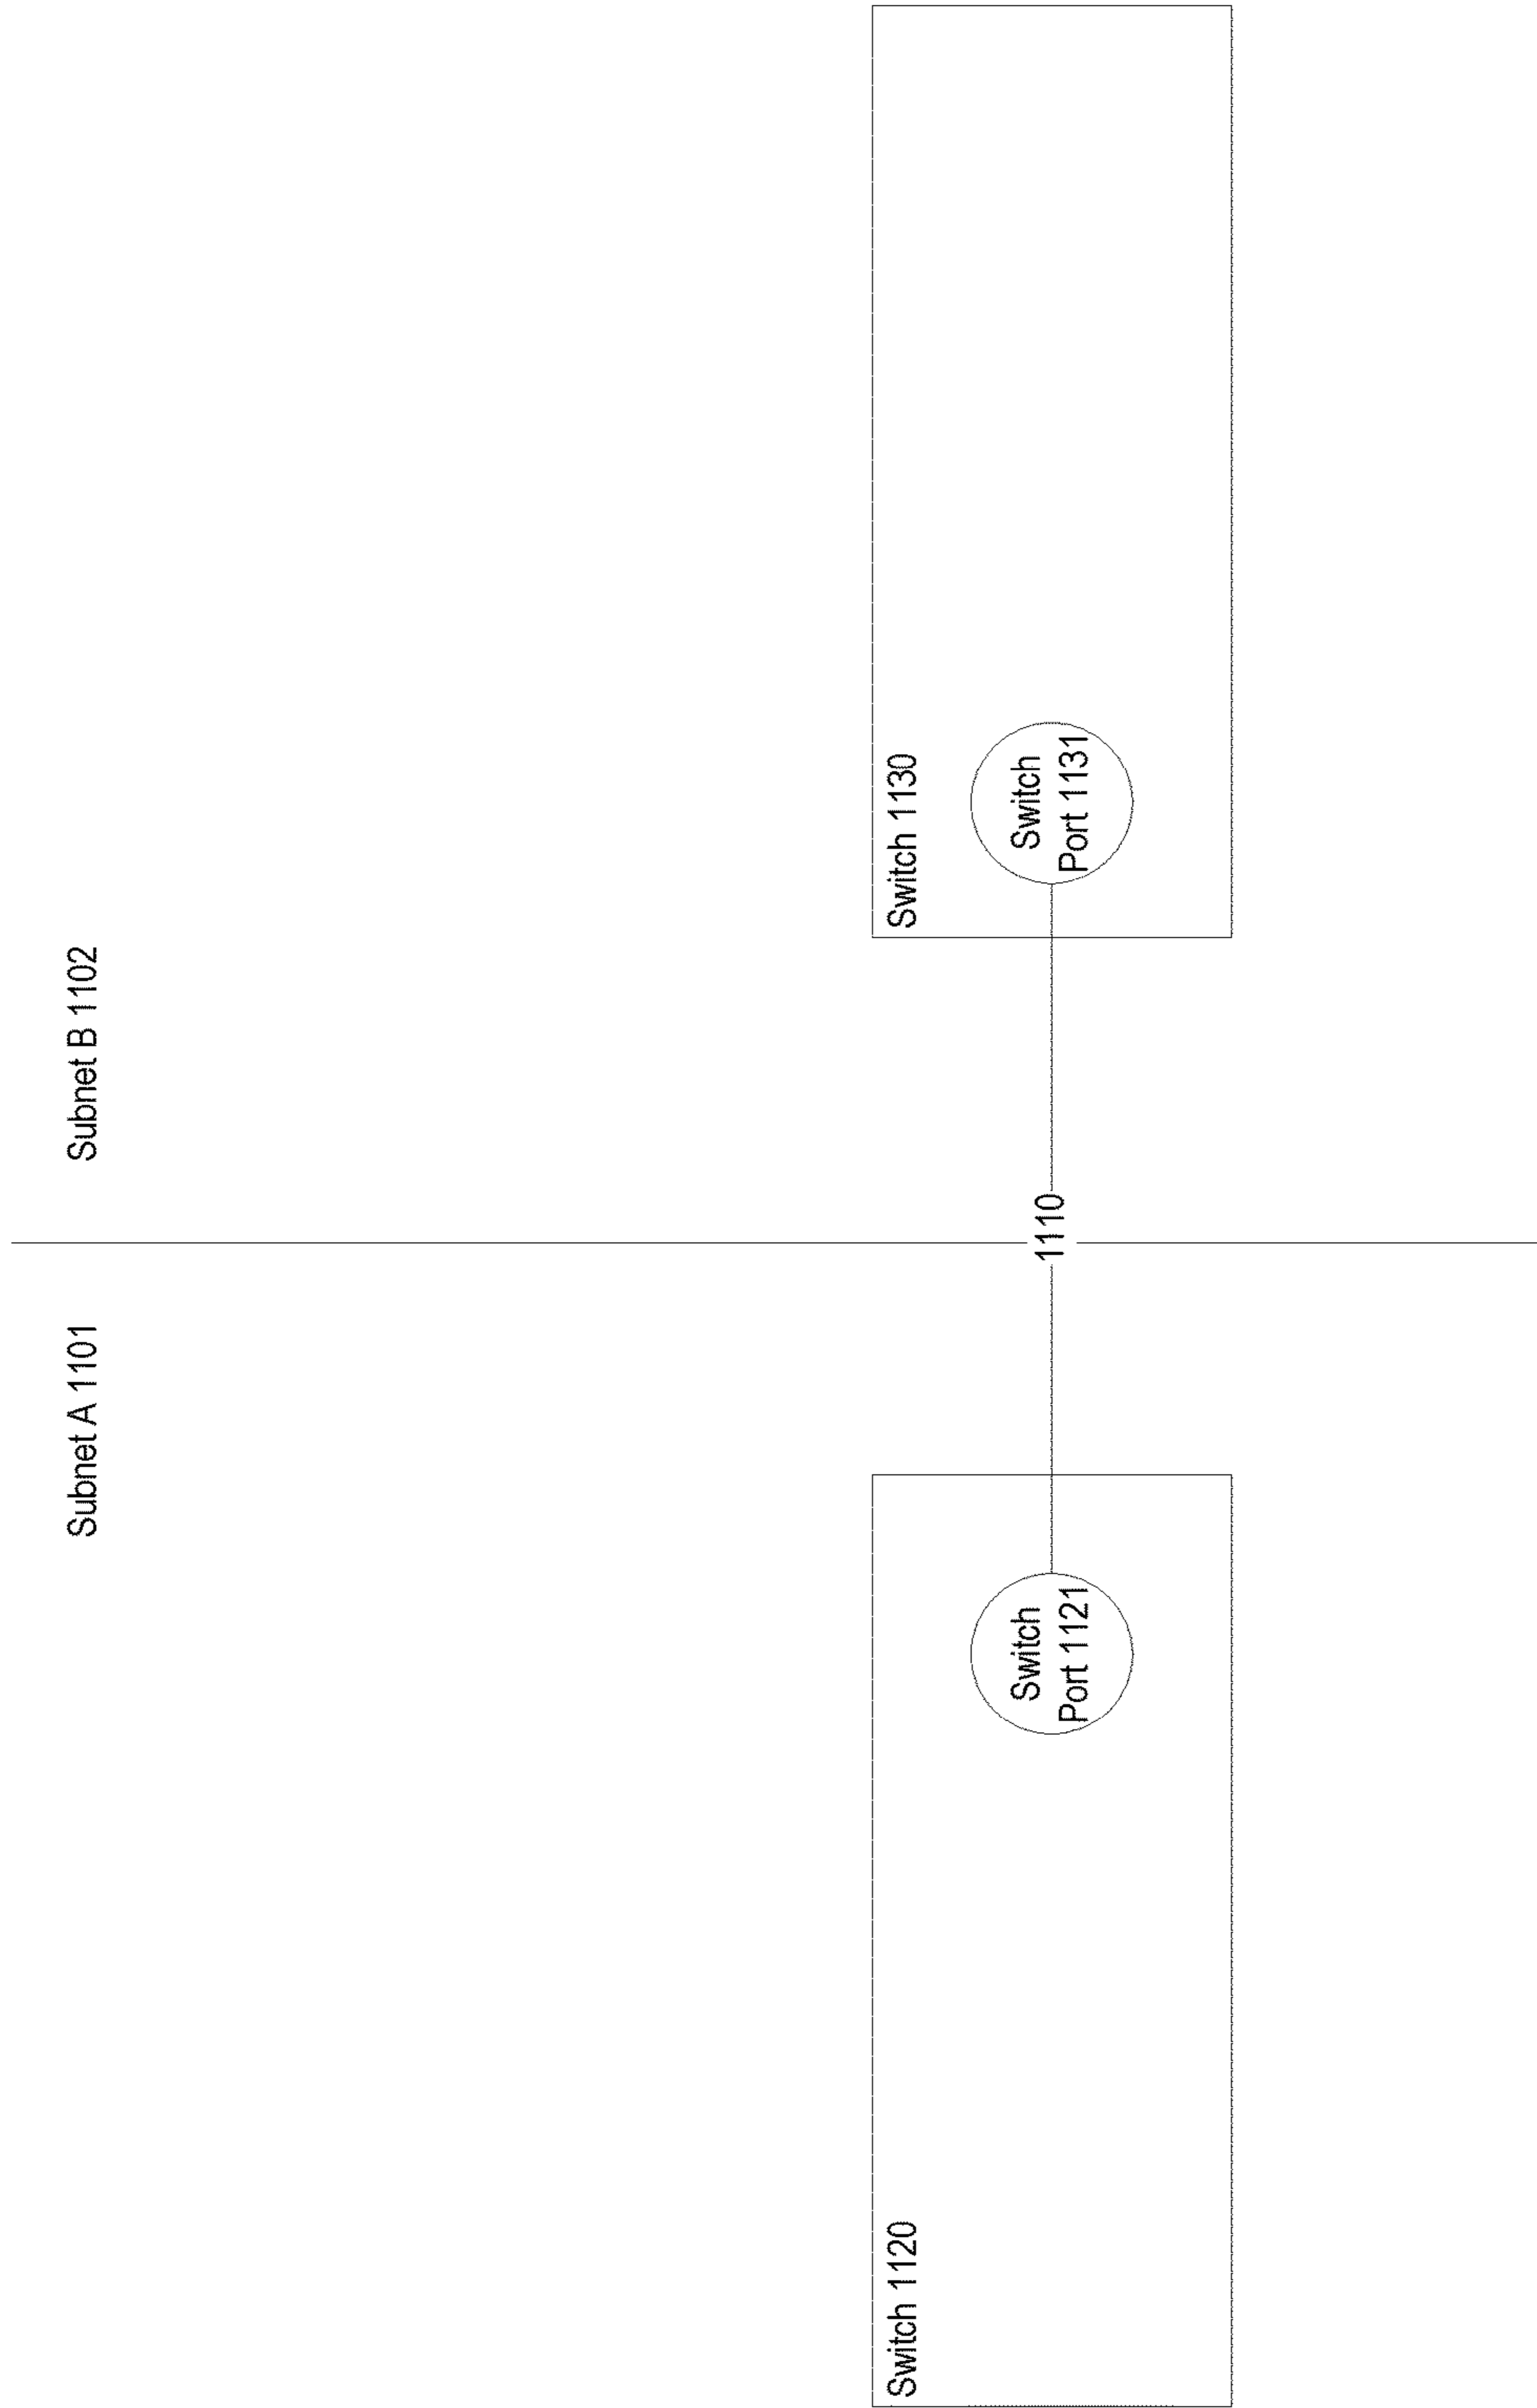 Subnet A 1101
Subnet B 1102
Switch 1120
Switch
Port 1121
1110
Switch 1130
Switch
Port 1131